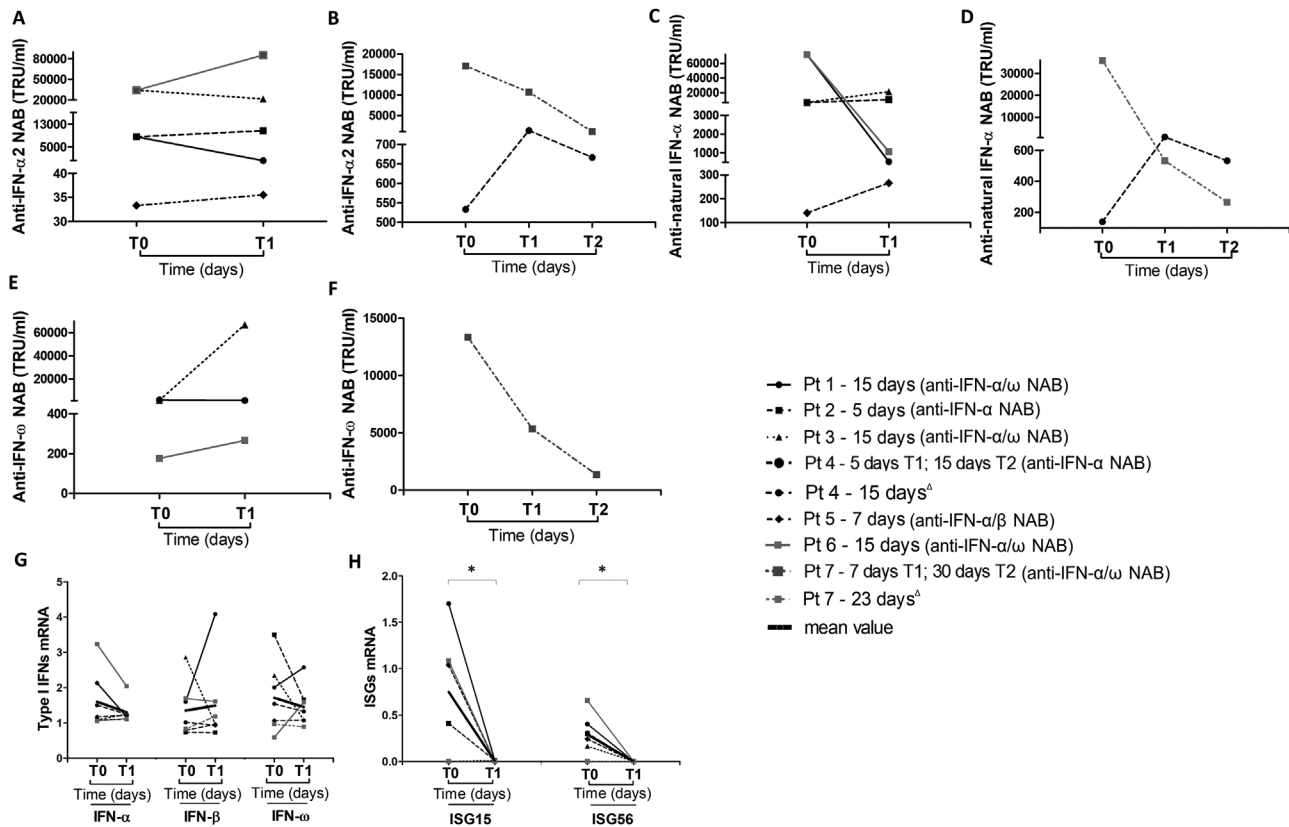 A
Anti-IFN-α2 NAB (TRU/ml)
80000
50000
20000
13000
5000
40
35
30
T0
T1
Time (days)
B
Anti-IFN-α2 NAB (TRU/ml)
20000
15000
10000
5000
700
650
600
550
500
T0
T1
T2
Time (days)
C
Anti-natural IFN-α NAB (TRU/ml)
80000
60000
40000
20000
3000
2000
1000
300
200
100
T0
T1
Time (days)
D
Anti-natural IFN-α NAB (TRU/ml)
30000
20000
10000
600
400
200
T0
T1
T2
Time (days)
E
Anti-IFN-ω NAB (TRU/ml)
60000
40000
20000
400
200
0
T0
T1
Time (days)
F
Anti-IFN-ω NAB (TRU/ml)
15000
10000
5000
0
T0
T1
T2
Time (days)
Pt 1 - 15 days (anti-IFN-α/ω NAB)
Pt 2 - 5 days (anti-IFN-α NAB)
Pt 3 - 15 days (anti-IFN-α/ω NAB)
Pt 4 - 5 days T1; 15 days T2 (anti-IFN-α NAB)
Pt 4 - 15 days Δ
Pt 5 - 7 days (anti-IFN-α/β NAB)
Pt 6 - 15 days (anti-IFN-α/ω NAB)
Pt 7 - 7 days T1; 30 days T2 (anti-IFN-α/ω NAB)
Pt 7 - 23 days Δ
mean value
G
Type I IFNs mRNA
5
4
3
2
1
0
T0 T1 T0 T1 T0 T1
Time (days) Time (days) Time (days)
IFN-α IFN-β IFN-ω
H
ISGs mRNA
2.0
1.5
1.0
0.5
0.0
* *
T0 T1 T0 T1
Time (days) Time (days)
ISG15 ISG56